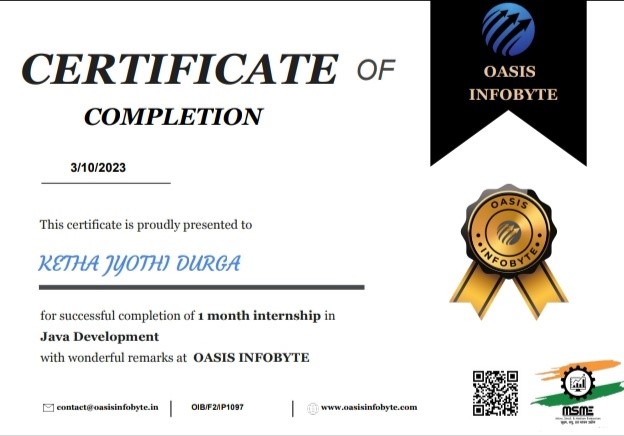 CERTIFICATE OF
COMPLETION
OASIS
INFOBYTE
3/10/2023
This certificate is proudly presented to
KETHA JYOTHI DURGA
for successful completion of 1 month internship in
Java Development
with wonderful remarks at OASIS INFOBYTE
OASIS
INFOBYTE
contact@oasisinfobyte.in
OIB/F2/IP1097
www.oasisinfobyte.com
MSME